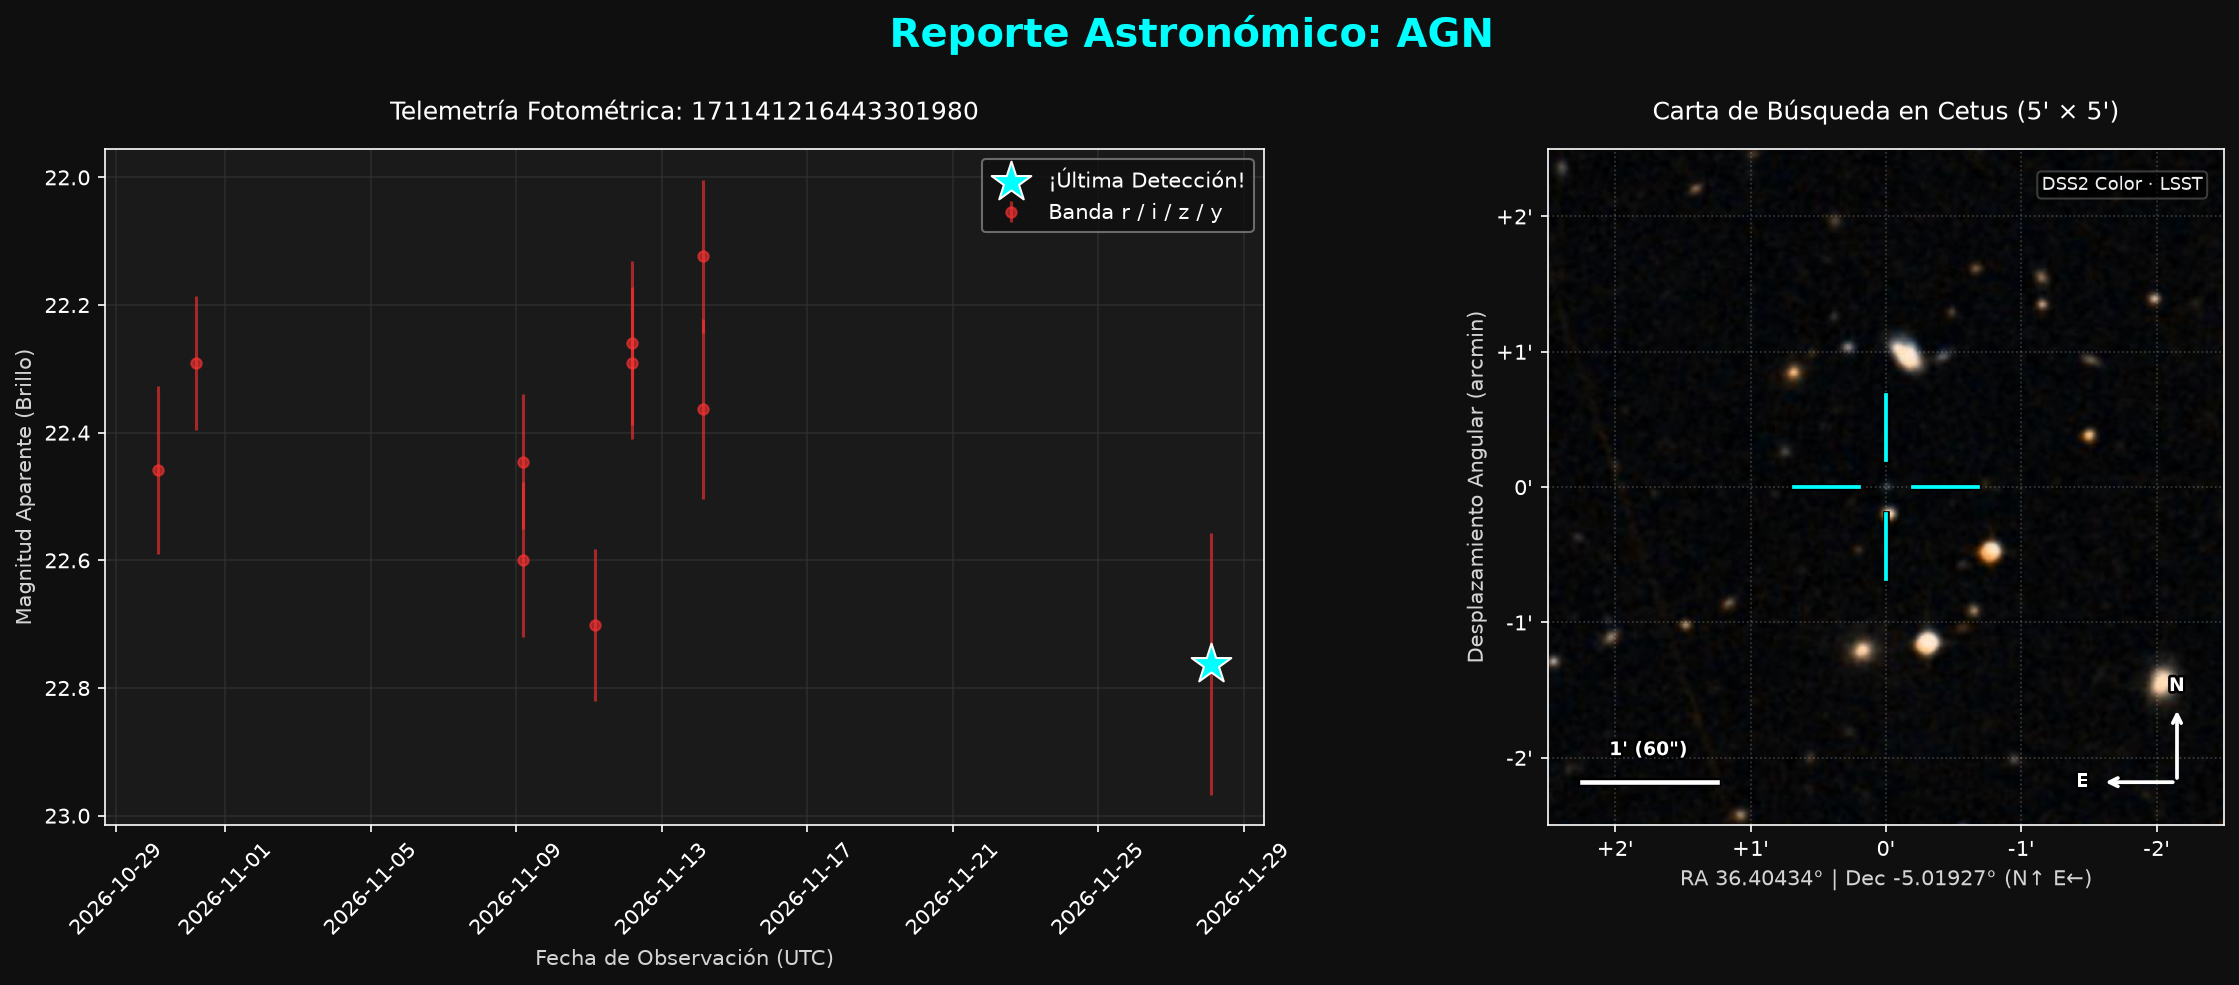 Reporte Astronómico: AGN
Telemetría Fotométrica: 171141216443301980
Magnitud Aparente (Brillo)
22.0
22.2
22.4
22.6
22.8
23.0
¡Última Detección!
Banda r / i / z / y
2026-10-29
2026-11-01
2026-11-05
2026-11-09
2026-11-13
2026-11-17
2026-11-21
2026-11-25
2026-11-29
Fecha de Observación (UTC)
Carta de Búsqueda en Cetus (5' × 5')
Desplazamiento Angular (arcmin)
+2'
+1'
0'
-1'
-2'
DSS2 Color · LSST
N
E
1' (60")
+2'
+1'
0'
-1'
-2'
RA 36.40434° | Dec -5.01927° (N↑ E←)